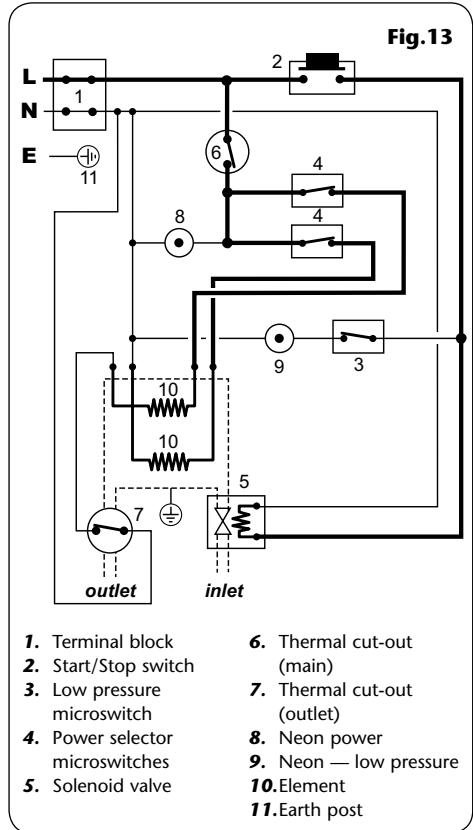 Fig.13
2
L
N
1
E
11
6
4
4
8
9
3
10
10
5
7
outlet
inlet
1. Terminal block
2. Start/Stop switch
3. Low pressure
microswitch
4. Power selector
microswitches
5. Solenoid valve
6. Thermal cut-out
(main)
7. Thermal cut-out
(outlet)
8. Neon power
9. Neon — low pressure
10.Element
11.Earth post